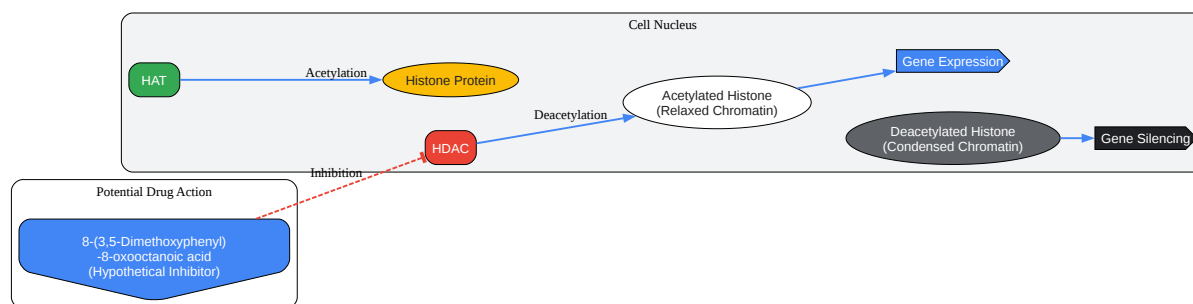 Cell Nucleus
HAT
Acetylation
Histone Protein
Gene Expression
Acetylated Histone
(Relaxed Chromatin)
Deacetylation
HDAC
Deacetylated Histone
(Condensed Chromatin)
Gene Silencing
Inhibition
Potential Drug Action
8-(3,5-Dimethoxyphenyl)
-8-oxooctanoic acid
(Hypothetical Inhibitor)